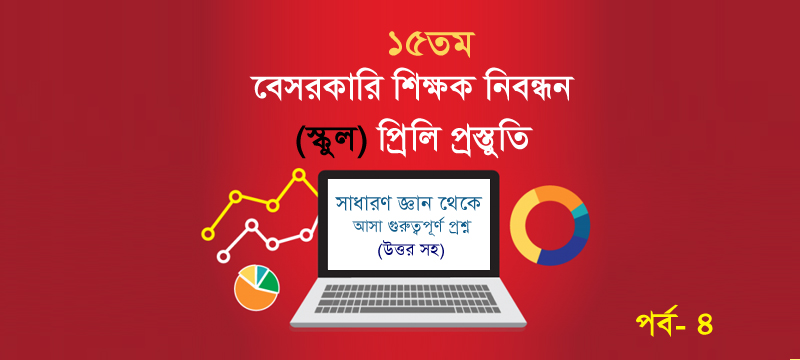 ১৫তম
বেসরকারি শিক্ষক নিবন্ধন
(স্কুল) প্রিলি প্রস্তুতি
সাধারণ জ্ঞান থেকে
আসা গুরুত্বপূর্ণ প্রশ্ন
(উত্তর সহ)
পর্ব- ৪